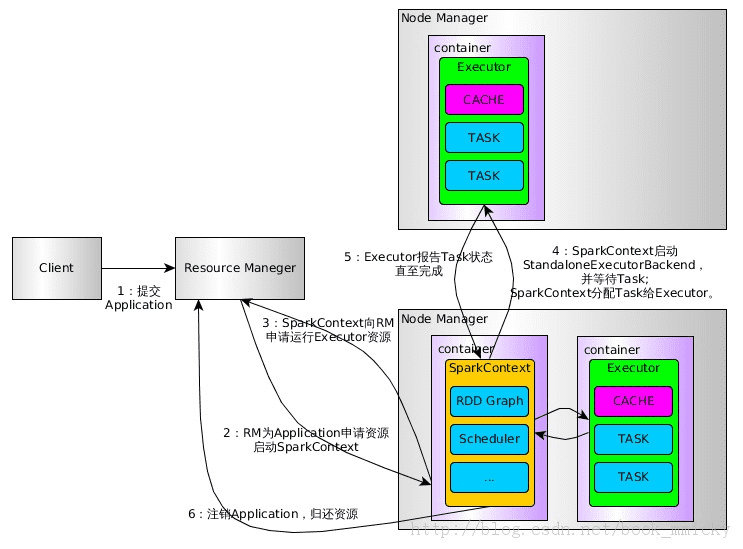 Node Manager
container
Executor
CACHE
TASK
TASK
Client
Resource Maneger
1：提交
Application
5：Executor报告Task状态
直至完成
4：SparkContext启动
StandaloneExecutorBackend，
并等待Task;
SparkContext分配Task给Executor。
3：SparkContext向RM
申请运行Executor资源
Node Manager
container
SparkContext
RDD Graph
Scheduler
...
container
Executor
CACHE
TASK
TASK
2：RM为Application申请资源
启动SparkContext
6：注销Application，归还资源